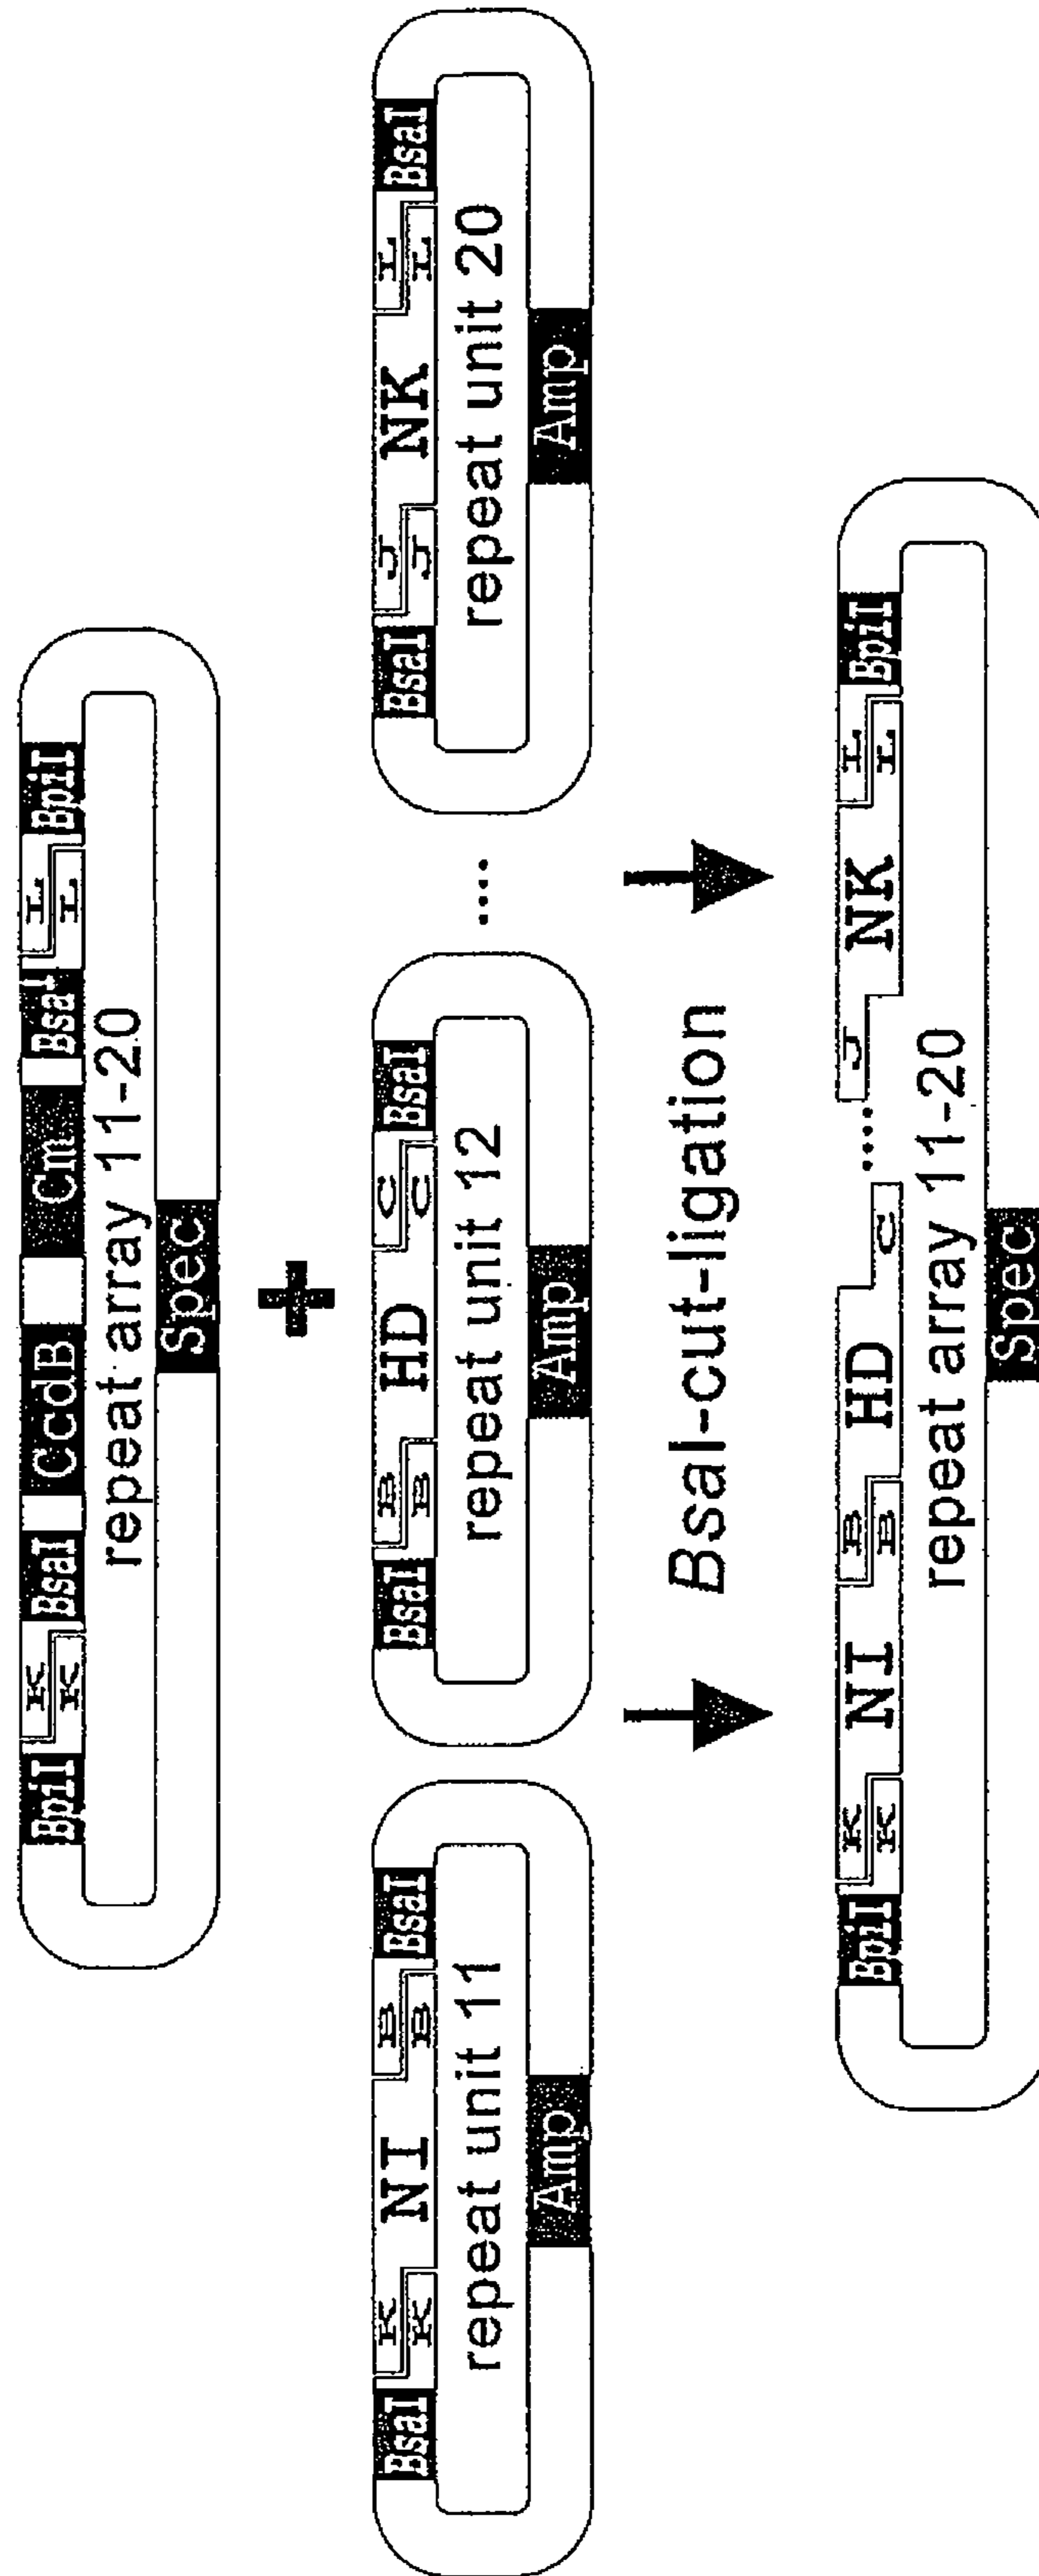 BpiI K K BsaI CcdB Cm BsaI L L BpiI
repeat array 11-20
Spec
+
BsaI K K NI B B BsaI
repeat unit 11
Amp
BsaI B B HD C C BsaI
repeat unit 12
Amp
....
BsaI J J NK L L BsaI
repeat unit 20
Amp
BsaI-cut-ligation
BpiI K K NI B B HD C ..... J NK L L BpiI
repeat array 11-20
Spec